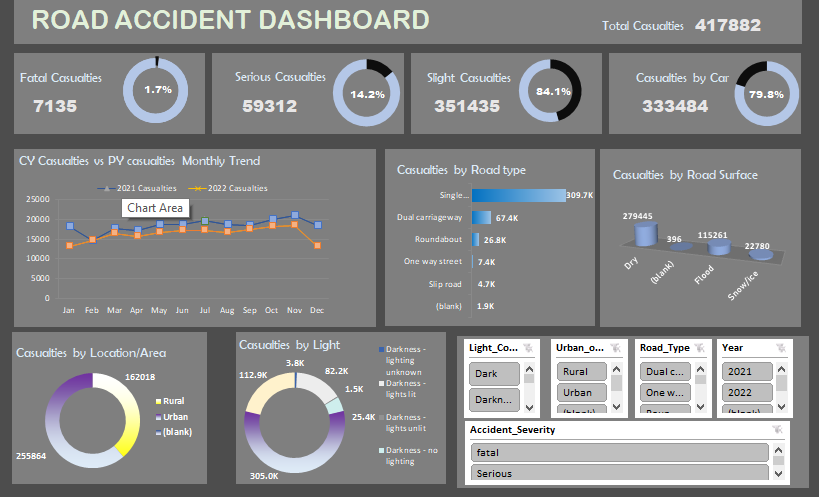 ROAD ACCIDENT DASHBOARD
Total Casualties 417882
Fatal Casualties
7135
1.7%
Serious Casualties
59312
14.2%
Slight Casualties
351435
84.1%
Casualties by Car
333484
79.8%
CY Casualties vs PY casualties Monthly Trend
2021 Casualties
2022 Casualties
Chart Area
25000
20000
15000
10000
5000
0
Jan Feb Mar Apr May Jun Jul Aug Sep Oct Nov Dec
Casualties by Road type
Single... 309.7K
Dual carriageway 67.4K
Roundabout 26.8K
One way street 7.4K
Slip road 4.7K
(blank) 1.9K
Casualties by Road Surface
279445
396
115261
22780
Dry
(blank)
Flood
Snow/ice
Casualties by Location/Area
162018
255864
Rural
Urban
(blank)
Casualties by Light
3.8K
82.2K
1.5K
25.4K
305.0K
112.9K
Darkness -
lighting
unknown
Darkness -
lights lit
Darkness -
lights unlit
Darkness - no
lighting
Light_Co...
Dark
Darkn...
Urban_o...
Rural
Urban
(blank)
Road_Type
Dual c...
One w...
Year
2021
2022
(blank)
Accident_Severity
fatal
Serious